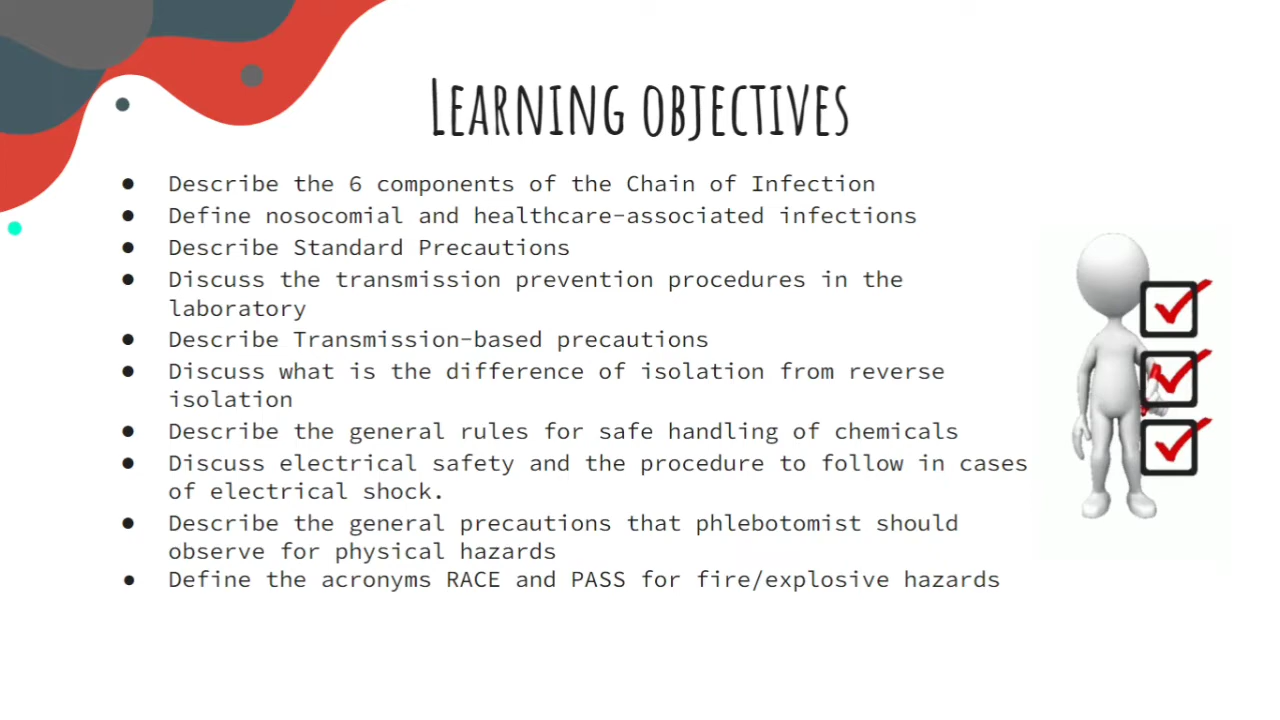 Learning objectives
● Describe the 6 components of the Chain of Infection
● Define nosocomial and healthcare-associated infections
● Describe Standard Precautions
● Discuss the transmission prevention procedures in the
laboratory
● Describe Transmission-based precautions
● Discuss what is the difference of isolation from reverse
isolation
● Describe the general rules for safe handling of chemicals
● Discuss electrical safety and the procedure to follow in cases
of electrical shock.
● Describe the general precautions that phlebotomist should
observe for physical hazards
● Define the acronyms RACE and PASS for fire/explosive hazards